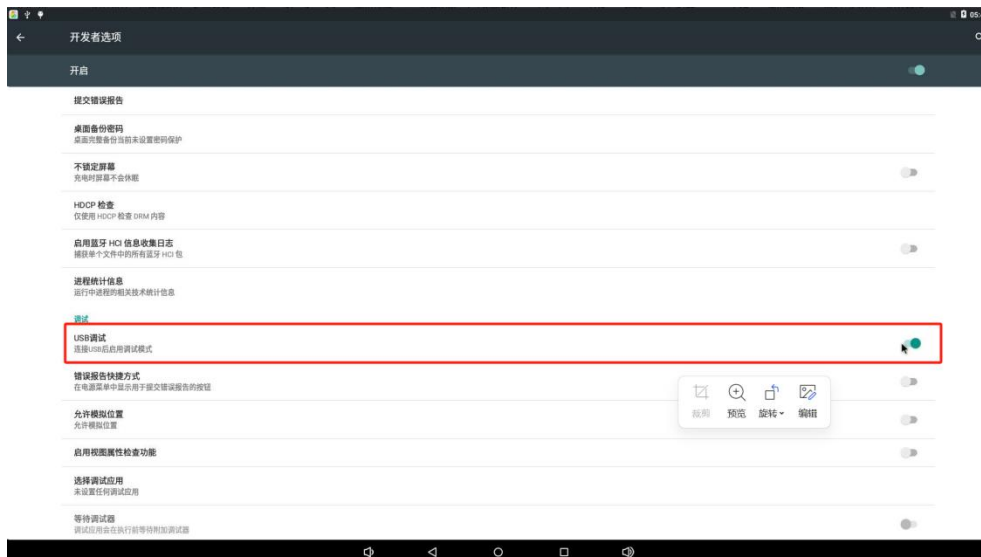 05:
开发者选项
开启
提交错误报告
桌面备份密码
桌面完整备份当前未设置密码保护
不锁定屏幕
充电时屏幕不会休眠
HDCP 检查
仅使用 HDCP 检查 DRM 内容
启用蓝牙 HCI 信息收集日志
捕获单个文件中的所有蓝牙 HCI 包
进程统计信息
运行中进程的相关技术统计信息
调试
USB调试
连接USB后启用调试模式
错误报告快捷方式
在电源菜单中显示用于提交错误报告的按钮
裁剪 预览 旋转 编辑
允许模拟位置
允许模拟位置
启用视图属性检查功能
选择调试应用
未设置任何调试应用
等待调试器
调试应用会在执行前等待附加调试器